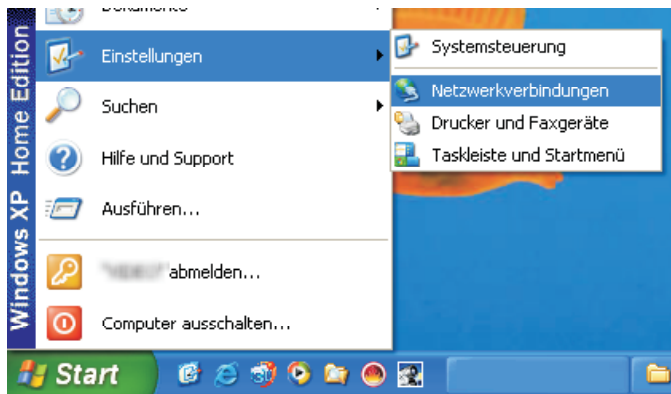 Dokumente
Einstellungen
Suchen
Hilfe und Support
Ausführen...
abmelden...
Computer ausschalten...
Systemsteuerung
Netzwerkverbindungen
Drucker und Faxgeräte
Taskleiste und Startmenü
Windows XP Home Edition
Start